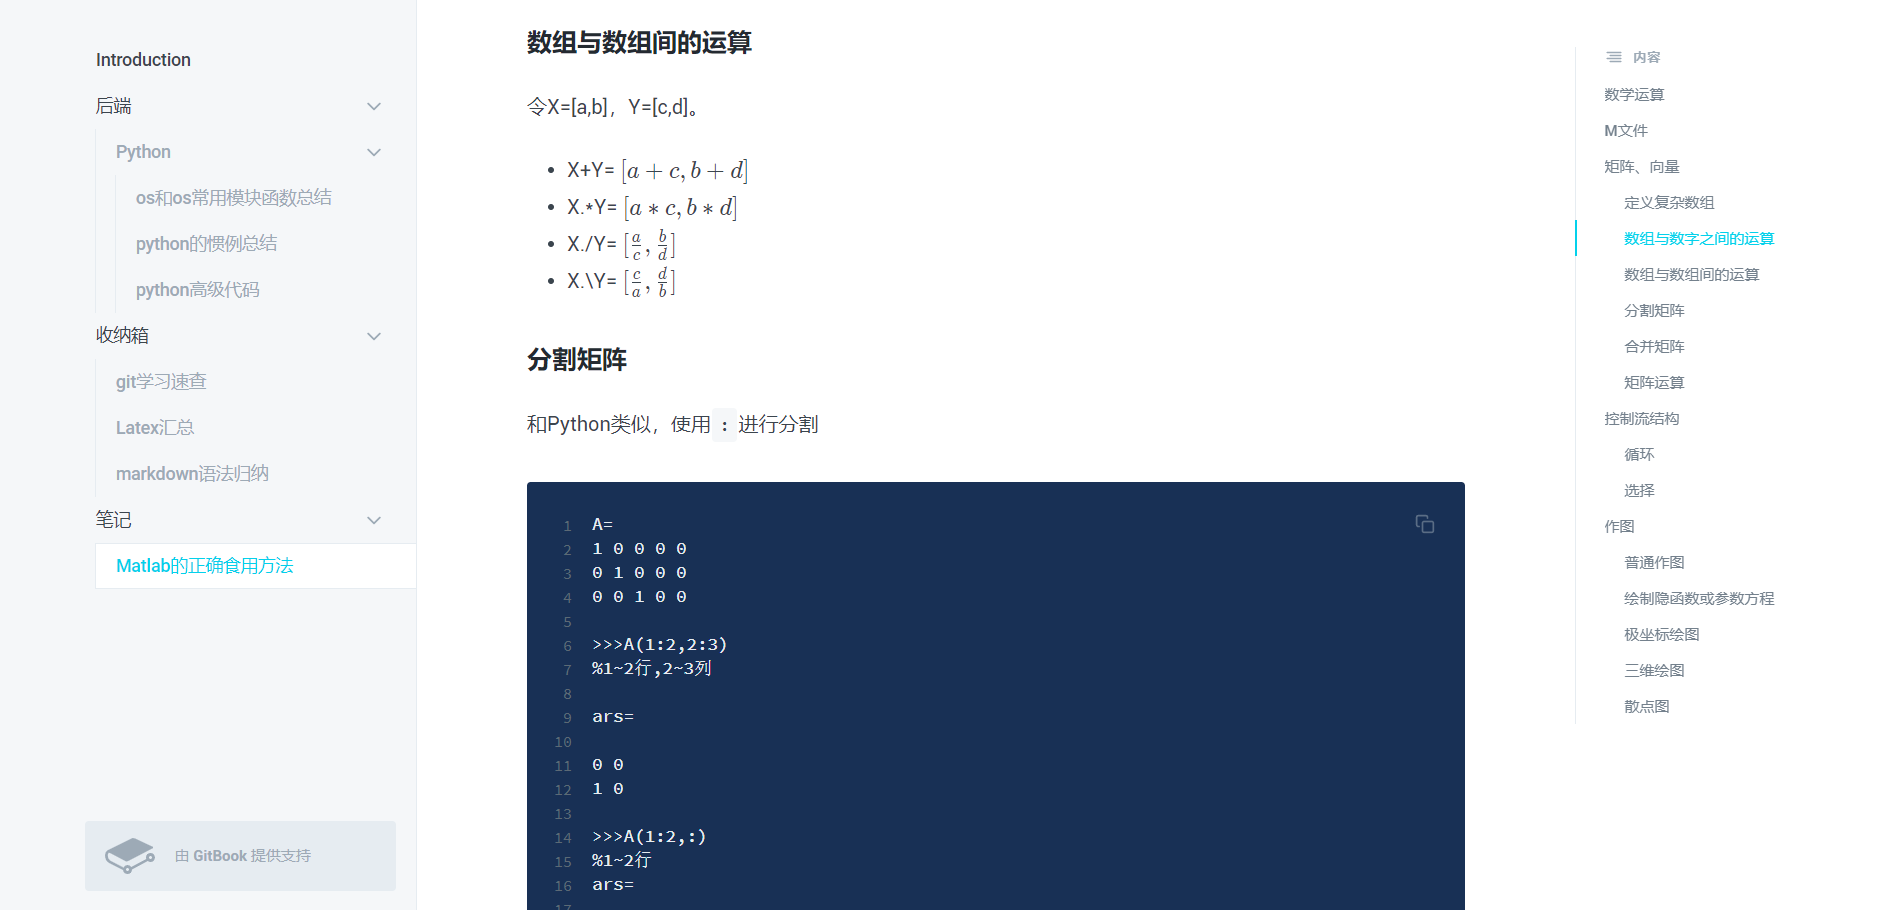 Introduction
后端
Python
os和os常用模块函数总结
python的惯例总结
python高级代码
收纳箱
git学习速查
Latex汇总
markdown语法归纳
笔记
Matlab的正确食用方法
由 GitBook 提供支持
数组与数组间的运算
令X=[a,b]，Y=[c,d]。
• X+Y= [a + c, b + d]
• X.*Y= [a ∗ c, b ∗ d]
• X./Y= [a/c, b/d]
• X.\Y= [c/a, d/b]
分割矩阵
和Python类似，使用 : 进行分割
1 A=
2 1 0 0 0 0
3 0 1 0 0 0
4 0 0 1 0 0
5
6 >>>A(1:2,2:3)
7 %1~2行,2~3列
8
9 ars=
10
11 0 0
12 1 0
13
14 >>>A(1:2,:)
15 %1~2行
16 ars=
17
内容
数学运算
M文件
矩阵、向量
定义复杂数组
数组与数字之间的运算
数组与数组间的运算
分割矩阵
合并矩阵
矩阵运算
控制流结构
循环
选择
作图
普通作图
绘制隐函数或参数方程
极坐标绘图
三维绘图
散点图